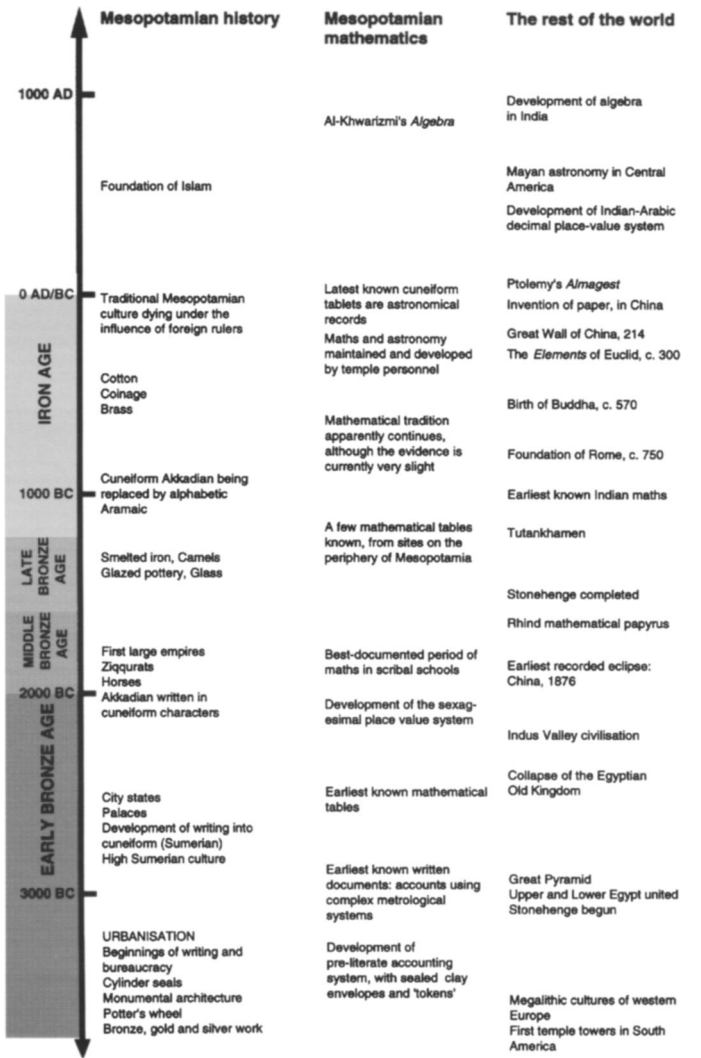 Mesopotamian history
Mesopotamian
mathematics
The rest of the world
1000 AD
Development of algebra
in India
Al-Khwarizmi's Algebra
Mayan astronomy in Central
America
Foundation of Islam
Development of Indian-Arabic
decimal place-value system
0 AD/BC
Traditional Mesopotamian
culture dying under the
influence of foreign rulers
Latest known cuneiform
tablets are astronomical
records
Ptolemy's Almagest
Invention of paper, in China
Maths and astronomy
maintained and developed
by temple personnel
Great Wall of China, 214
The Elements of Euclid, c. 300
IRON AGE
Cotton
Coinage
Brass
Birth of Buddha, c. 570
Mathematical tradition
apparently continues,
although the evidence is
currently very slight
Foundation of Rome, c. 750
1000 BC
Cuneiform Akkadian being
replaced by alphabetic
Aramaic
Earliest known Indian maths
A few mathematical tables
known, from sites on the
periphery of Mesopotamia
Tutankhamen
LATE
BRONZE
AGE
Smelted iron, Camels
Glazed pottery, Glass
Stonehenge completed
Rhind mathematical papyrus
MIDDLE
BRONZE
AGE
First large empires
Ziqqurats
Horses
Akkadian written in
cuneiform characters
Best-documented period of
maths in scribal schools
Earliest recorded eclipse:
China, 1876
2000 BC
Development of the sexag-
esimal place value system
Indus Valley civilisation
EARLY BRONZE AGE
Collapse of the Egyptian
Old Kingdom
City states
Palaces
Development of writing into
cuneiform (Sumerian)
High Sumerian culture
Earliest known mathematical
tables
Earliest known written
documents: accounts using
complex metrological
systems
Great Pyramid
Upper and Lower Egypt united
Stonehenge begun
3000 BC
URBANISATION
Beginnings of writing and
bureaucracy
Cylinder seals
Monumental architecture
Potter's wheel
Bronze, gold and silver work
Development of
pre-literate accounting
system, with sealed clay
envelopes and 'tokens'
Megalithic cultures of western
Europe
First temple towers in South
America